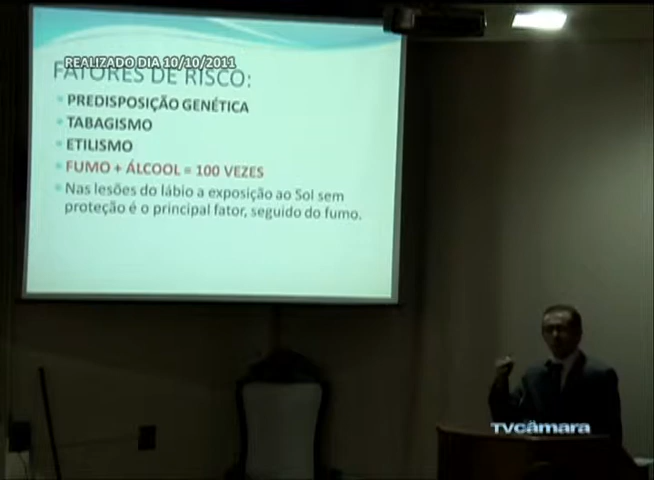 REALIZADO DIA 10/10/2011
FATORES DE RISCO:
PREDISPOSIÇÃO GENÉTICA
TABAGISMO
ETILISMO
FUMO + ÁLCOOL = 100 VEZES
Nas lesões do lábio a exposição ao Sol sem
proteção é o principal fator, seguido do fumo.
TVcâmara